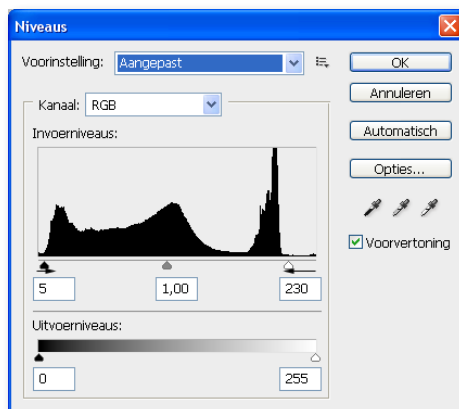 Niveaus
Voorinstelling: Aangepast
OK
Kanaal: RGB
Annuleren
Invoerniveaus:
Automatisch
Opties...
Voorvertoning
5 1,00 230
Uitvoerniveaus:
0 255